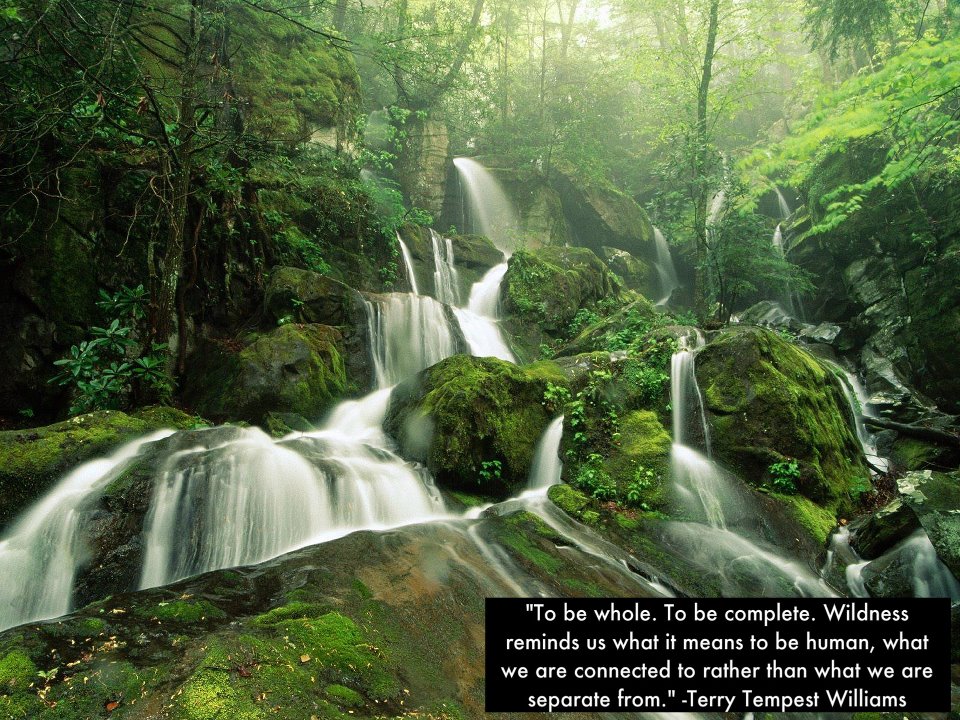 "To be whole. To be complete. Wildness
reminds us what it means to be human, what
we are connected to rather than what we are
separate from." -Terry Tempest Williams